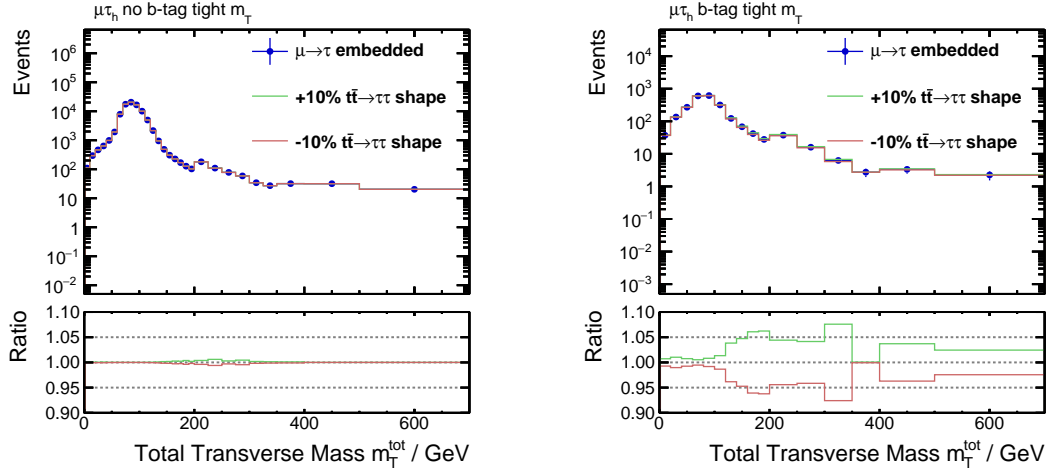 μτh no b-tag tight mT
Events
10^6
10^5
10^4
10^3
10^2
10
1
10^−1
10^−2
μ→τ embedded
+10% tt̄→ττ shape
-10% tt̄→ττ shape
Ratio
1.10
1.05
1.00
0.95
0.90
0 200 400 600
Total Transverse Mass mT^tot / GeV
μτh b-tag tight mT
Events
10^4
10^3
10^2
10
1
10^−1
10^−2
10^−3
μ→τ embedded
+10% tt̄→ττ shape
-10% tt̄→ττ shape
Ratio
1.10
1.05
1.00
0.95
0.90
0 200 400 600
Total Transverse Mass mT^tot / GeV